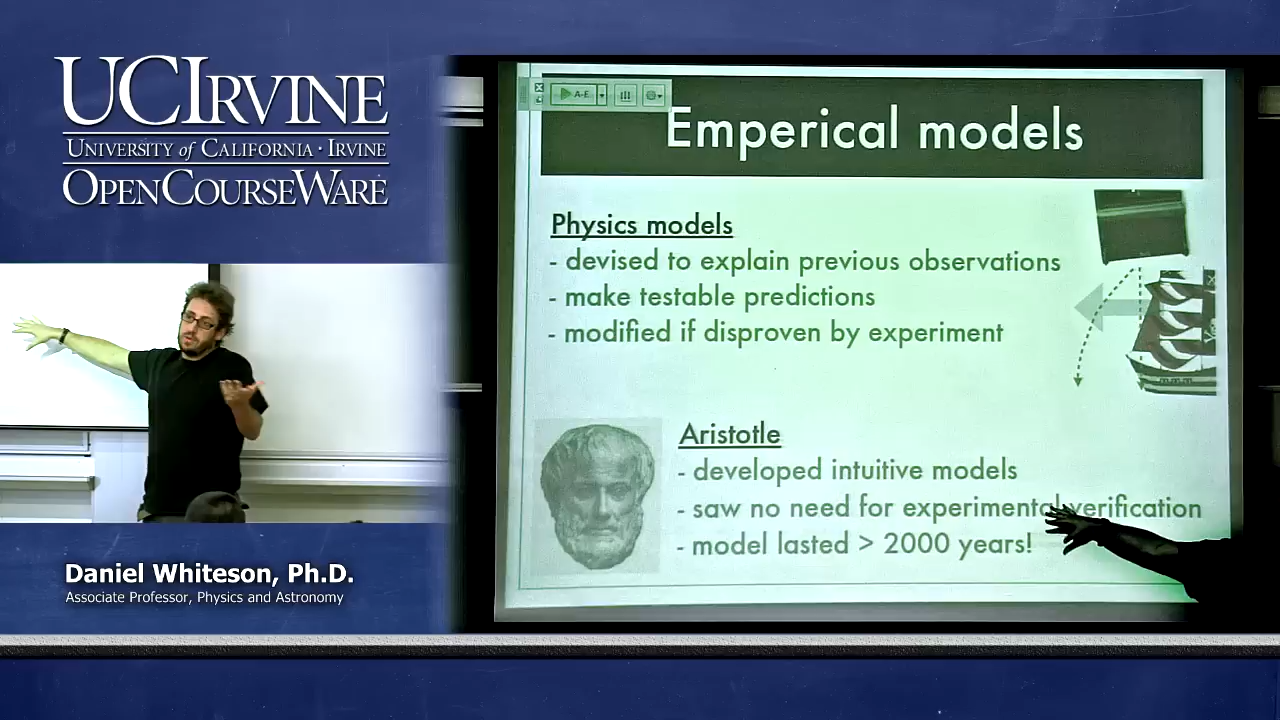 UCIRVINE
UNIVERSITY of CALIFORNIA · IRVINE
OPENCOURSEWARE
A-E
Emperical models
Physics models
- devised to explain previous observations
- make testable predictions
- modified if disproven by experiment
Aristotle
- developed intuitive models
- saw no need for experimental verification
- model lasted > 2000 years!
Daniel Whiteson, Ph.D.
Associate Professor, Physics and Astronomy